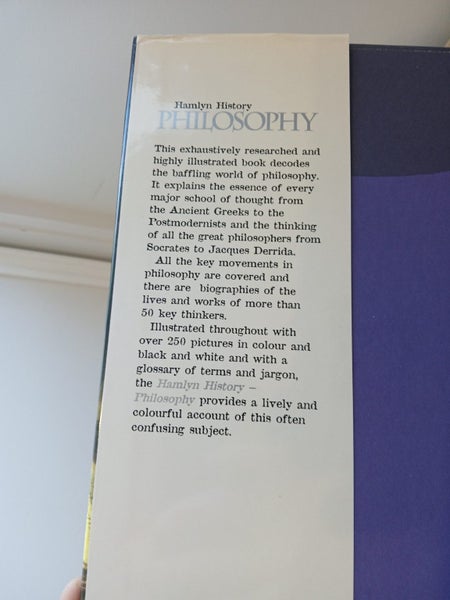 Hamlyn History
PHILOSOPHY
This exhaustively researched and
highly illustrated book decodes
the baffling world of philosophy.
It explains the essence of every
major school of thought from
the Ancient Greeks to the
Postmodernists and the thinking
of all the great philosophers from
Socrates to Jacques Derrida.
All the key movements in
philosophy are covered and
there are biographies of the
lives and works of more than
50 key thinkers.
Illustrated throughout with
over 250 pictures in colour and
black and white and with a
glossary of terms and jargon,
the Hamlyn History –
Philosophy provides a lively and
colourful account of this often
confusing subject.